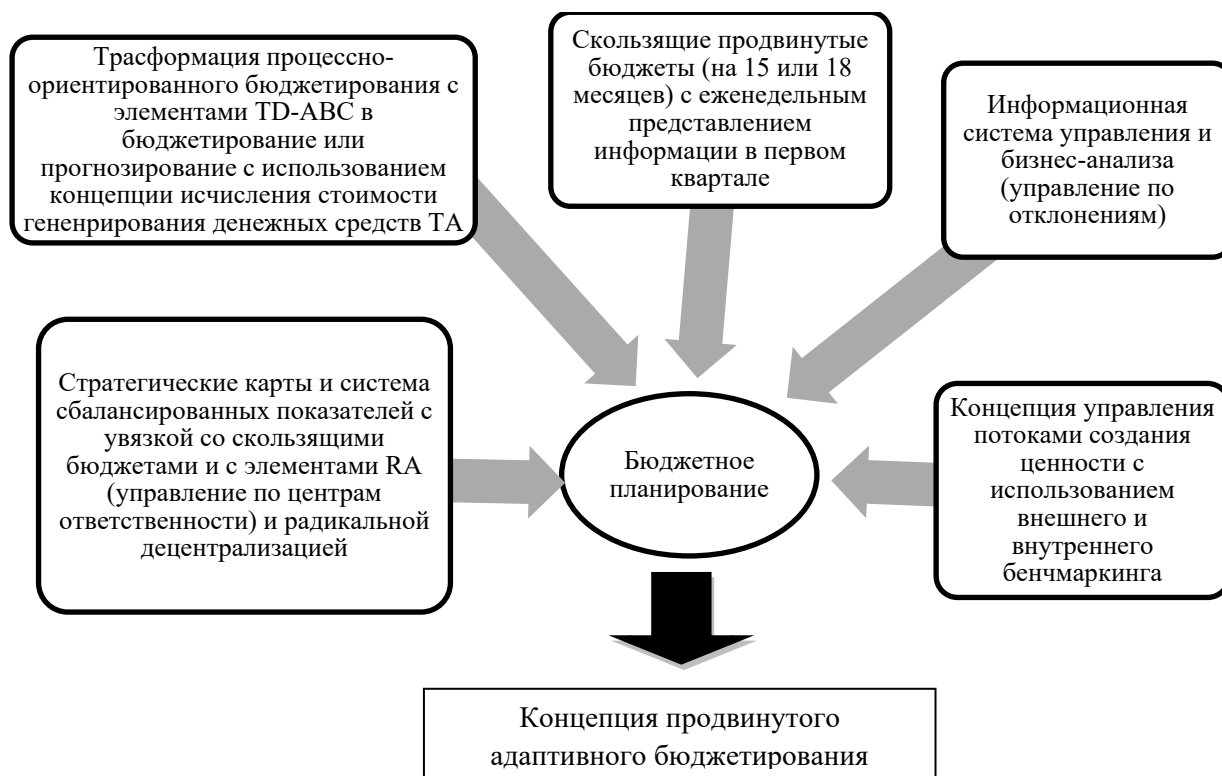 Трасформация процессно-
ориентированного бюджетирования с
элементами TD-ABC в
бюджетирование или
прогнозирование с использованием
концепции исчисления стоимости
гененрирования денежных средств ТА
Скользящие продвинутые
бюджеты (на 15 или 18
месяцев) с еженедельным
представлением
информации в первом
квартале
Информационная
система управления и
бизнес-анализа
(управление по
отклонениям)
Стратегические карты и система
сбалансированных показателей с
увязкой со скользящими
бюджетами и с элементами RA
(управление по центрам
ответственности) и радикальной
децентрализацией
Бюджетное
планирование
Концепция управления
потоками создания
ценности с
использованием
внешнего и
внутреннего
бенчмаркинга
Концепция продвинутого
адаптивного бюджетирования